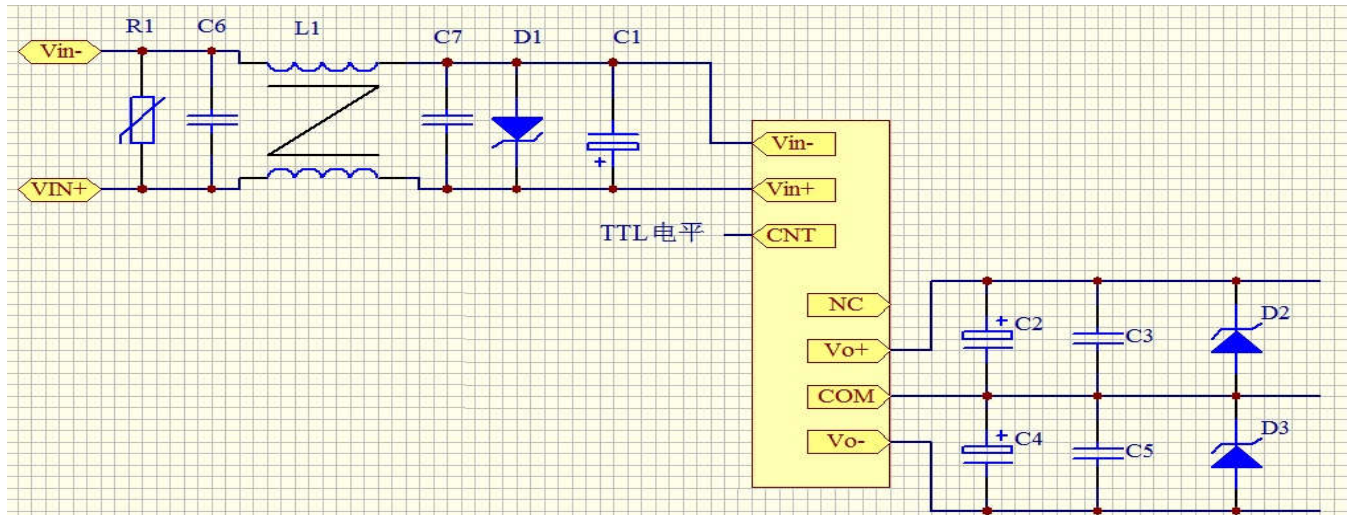 R1 C6 L1 C7 D1 C1
Vin-
VIN+
+
Vin-
Vin+
TTL电平 CNT
NC
Vo+
COM
Vo-
+ C2 C3 D2
+ C4 C5 D3